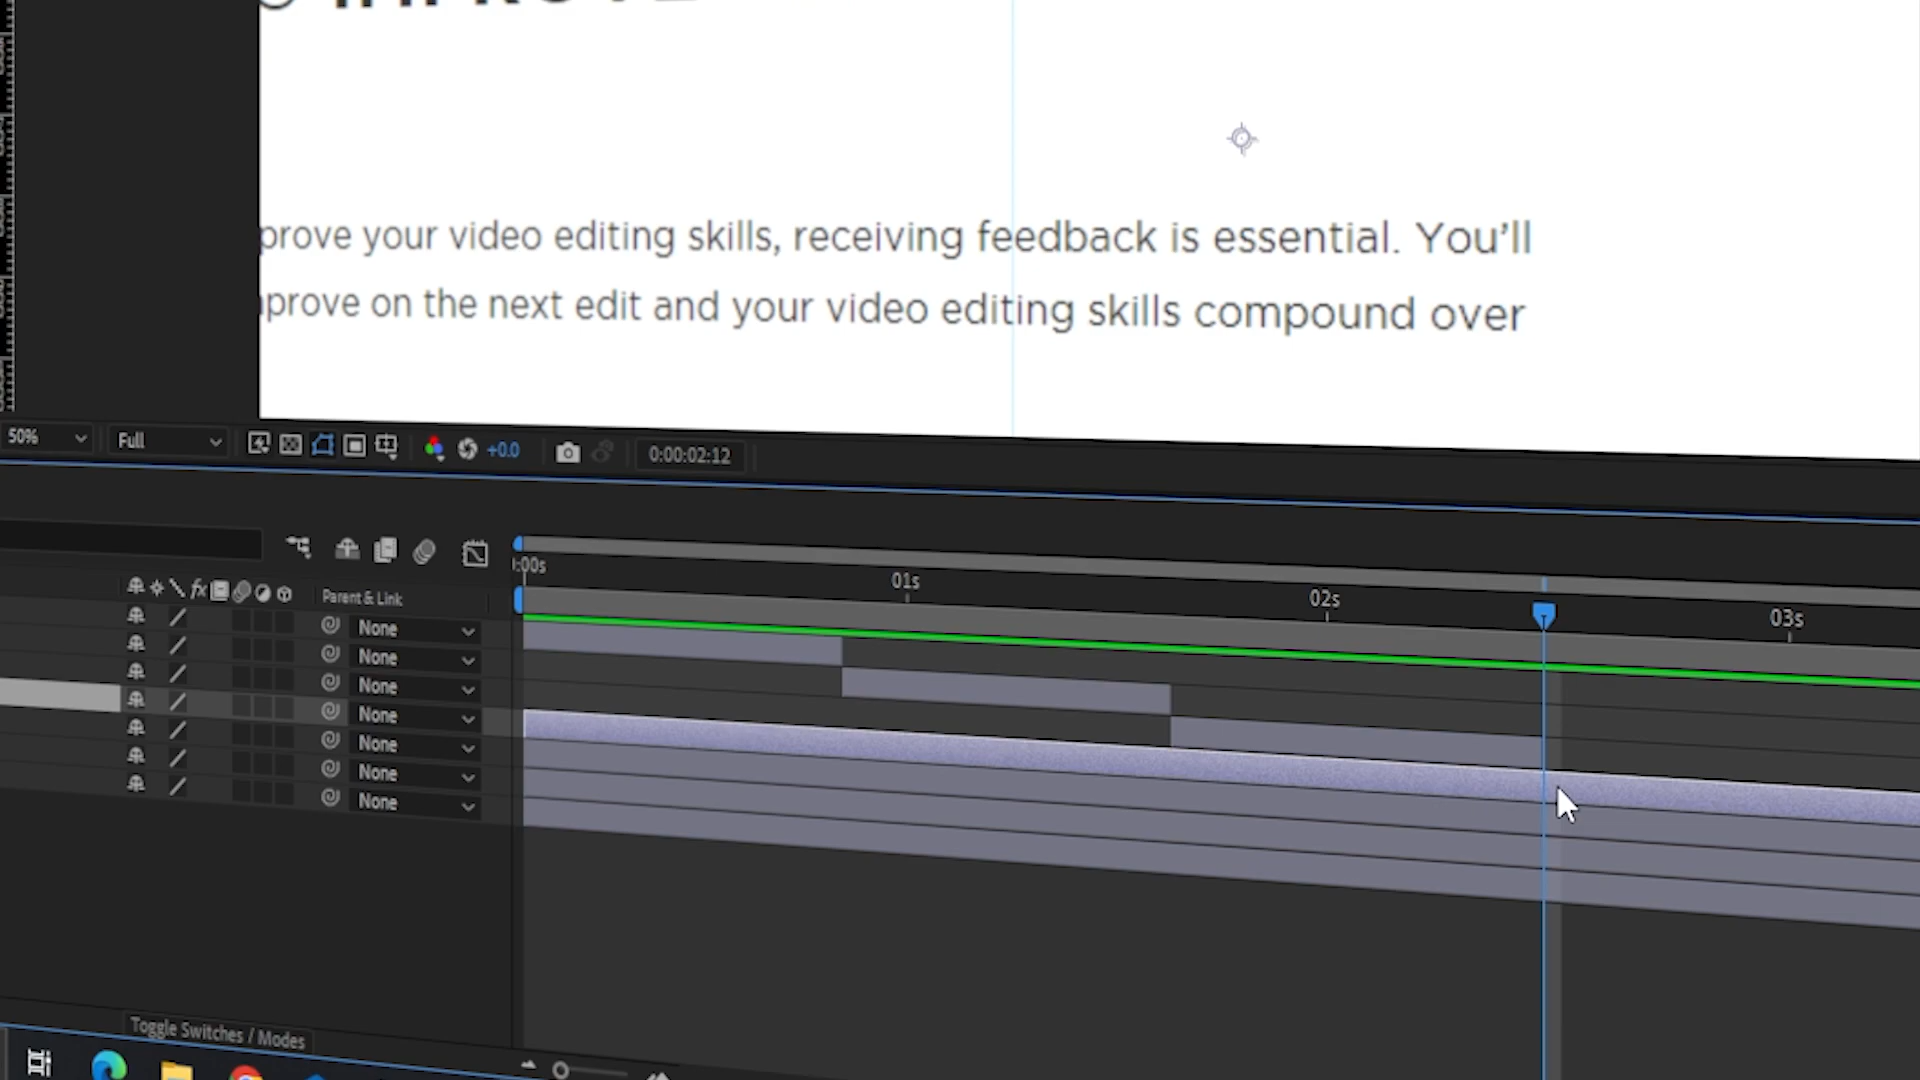 IMPROVE
prove your video editing skills, receiving feedback is essential. You'll
prove on the next edit and your video editing skills compound over
50%
Full
+0.0
0:00:02:12
:00s
01s
02s
03s
fx
Parent & Link
None
None
None
None
None
None
None
Toggle Switches / Modes